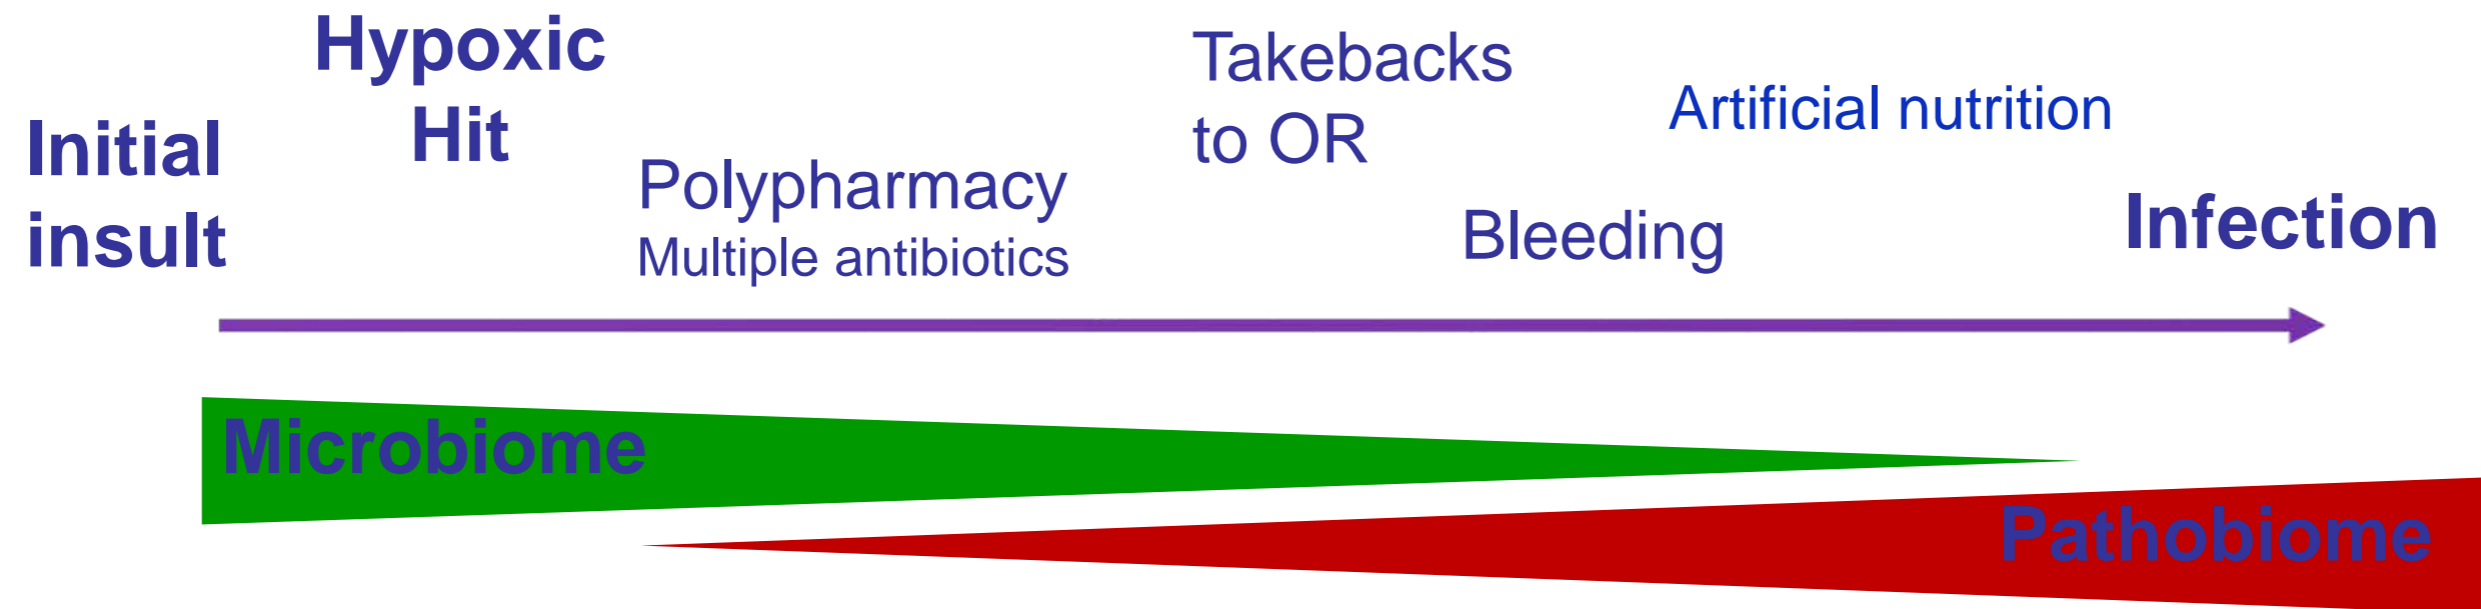 Initial
insult
Hypoxic
Hit
Polypharmacy
Multiple antibiotics
Takebacks
to OR
Bleeding
Artificial nutrition
Infection
Microbiome
Pathobiome